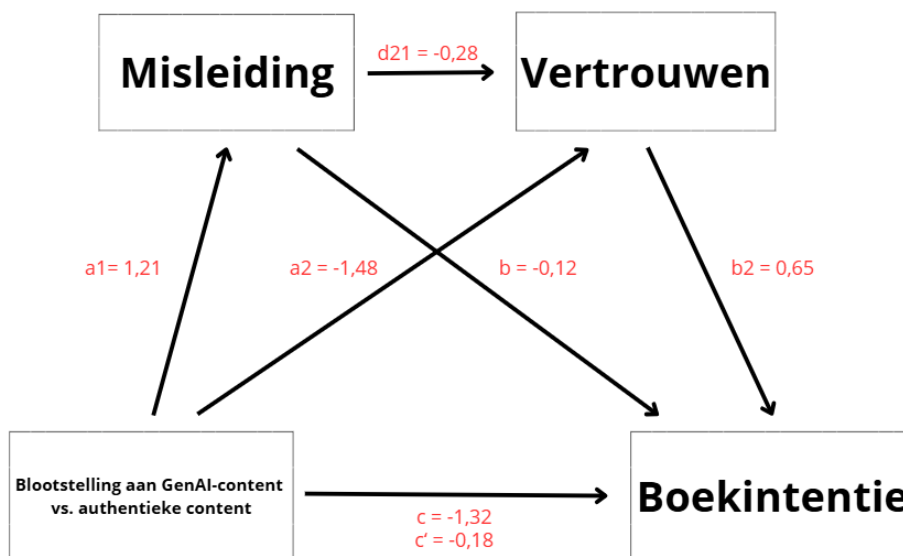 Misleiding
d21 = -0,28
Vertrouwen
a1= 1,21
a2 = -1,48
b = -0,12
b2 = 0,65
Blootstelling aan GenAI-content
vs. authentieke content
c = -1,32
c‘ = -0,18
Boekintentie